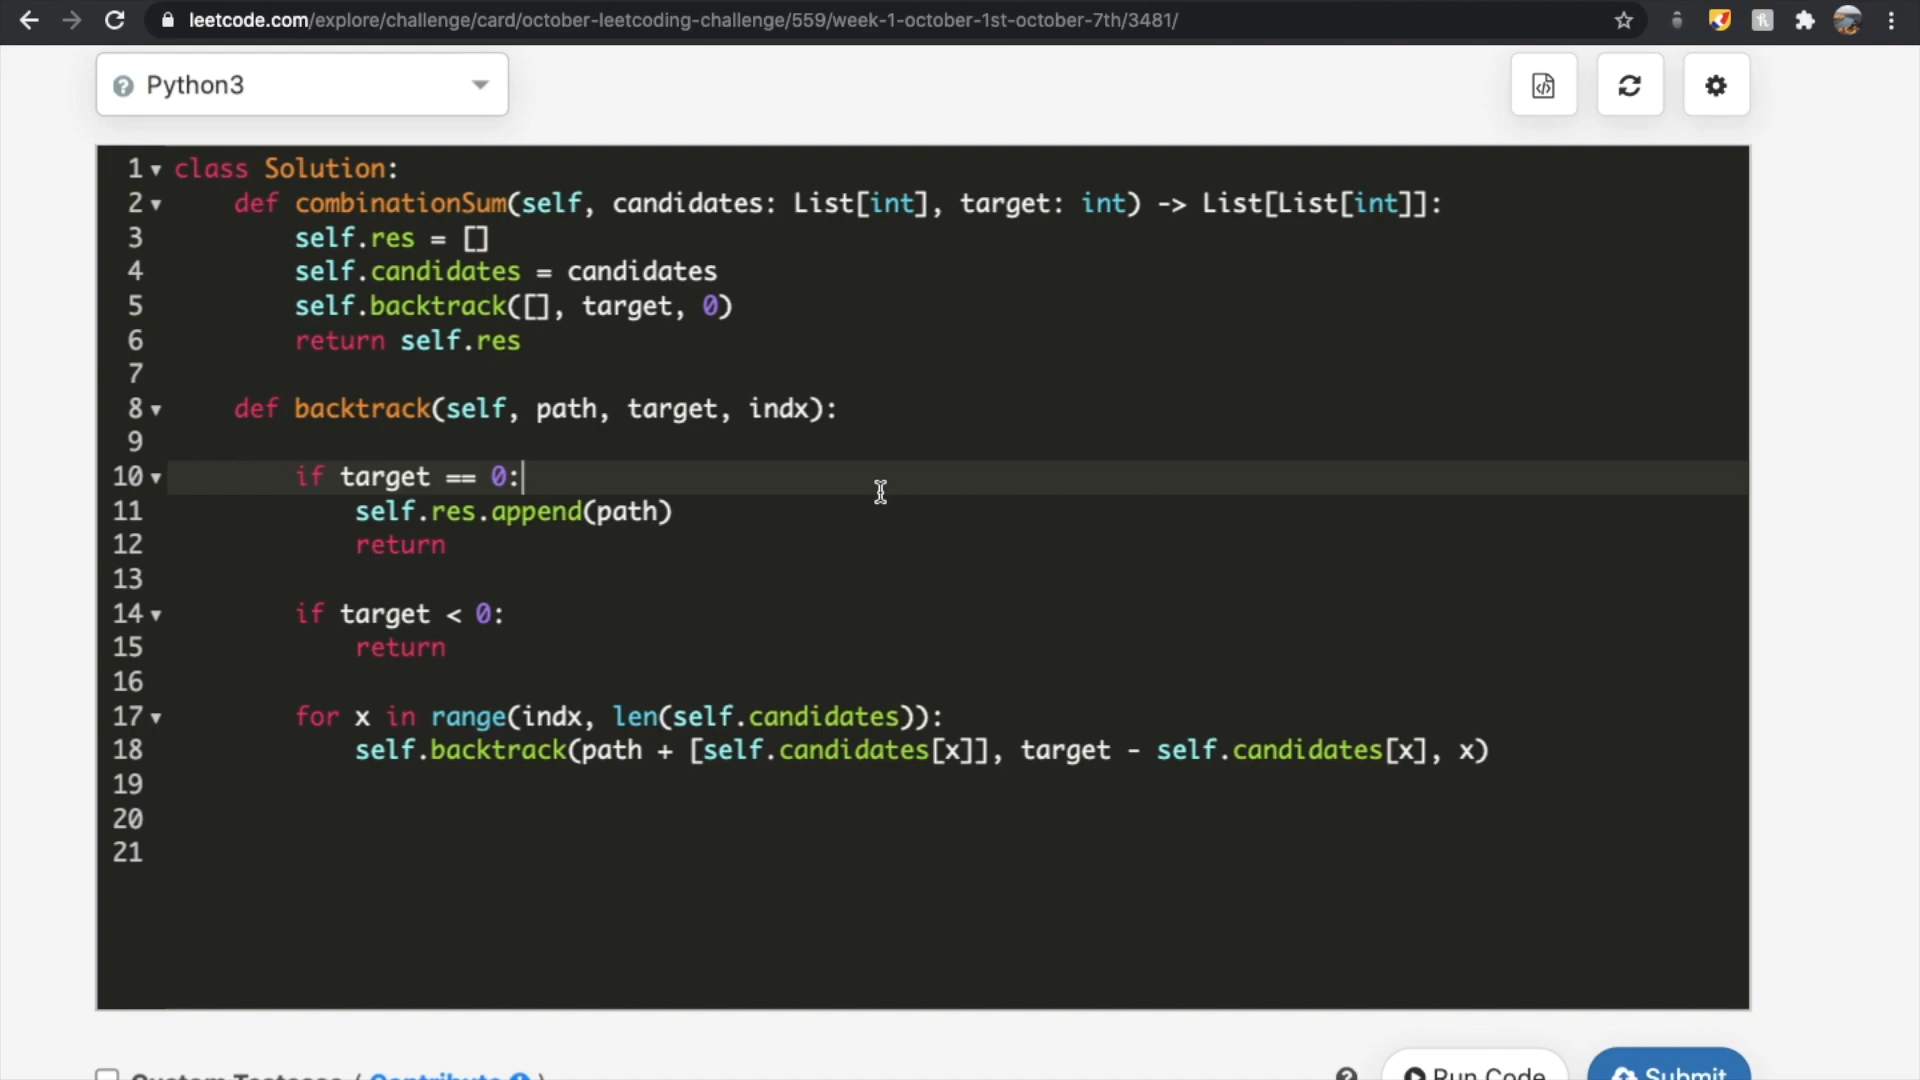 leetcode.com/explore/challenge/card/october-leetcoding-challenge/559/week-1-october-1st-october-7th/3481/
Python3
1 class Solution:
2     def combinationSum(self, candidates: List[int], target: int) -> List[List[int]]:
3         self.res = []
4         self.candidates = candidates
5         self.backtrack([], target, 0)
6         return self.res
7
8     def backtrack(self, path, target, indx):
9
10         if target == 0:
11             self.res.append(path)
12             return
13
14         if target < 0:
15             return
16
17         for x in range(indx, len(self.candidates)):
18             self.backtrack(path + [self.candidates[x]], target - self.candidates[x], x)
19
20
21
Custom Testcase ( Contribute )
Run Code
Submit